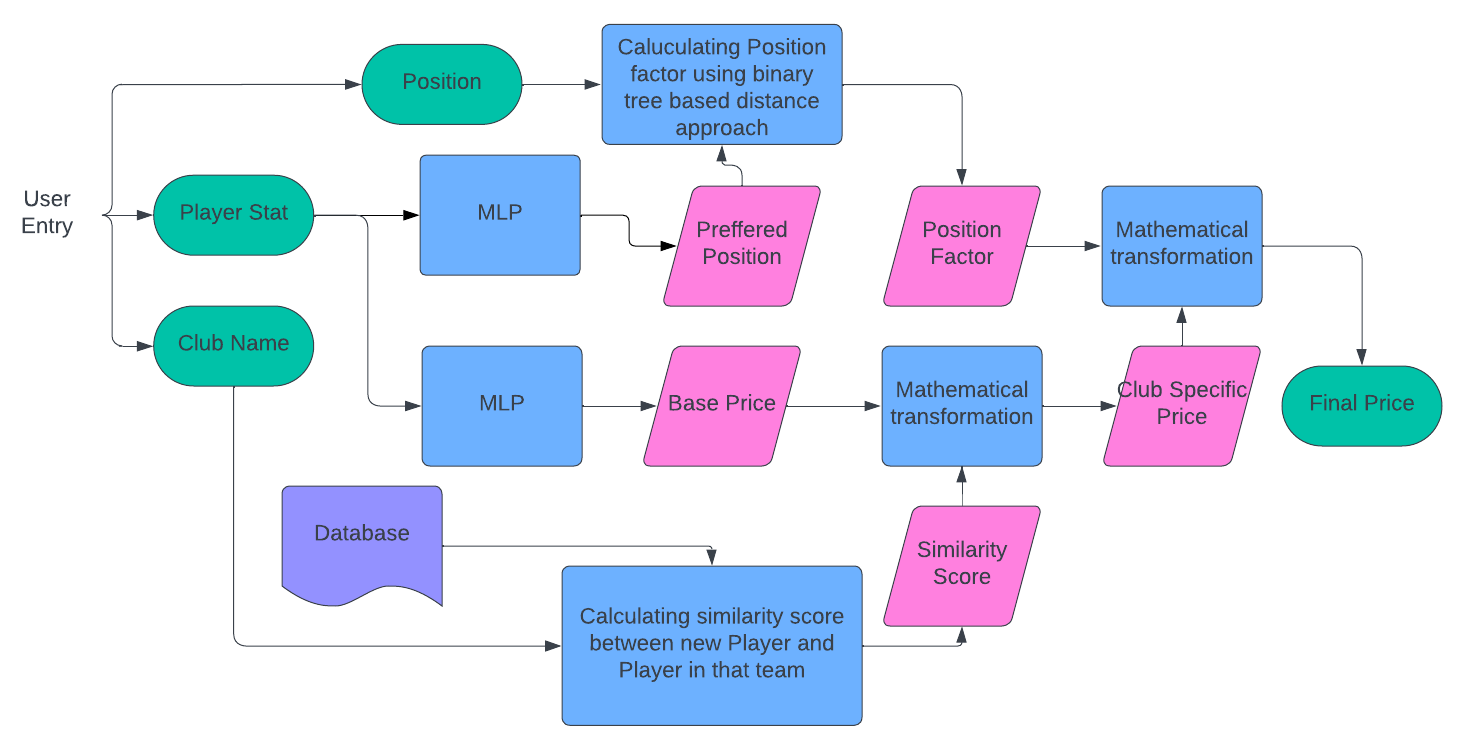 Position
Caluculating Position
factor using binary
tree based distance
approach
User
Entry
Player Stat
MLP
Preffered
Position
Position
Factor
Mathematical
transformation
Club Name
MLP
Base Price
Mathematical
transformation
Club Specific
Price
Final Price
Database
Similarity
Score
Calculating similarity score
between new Player and
Player in that team